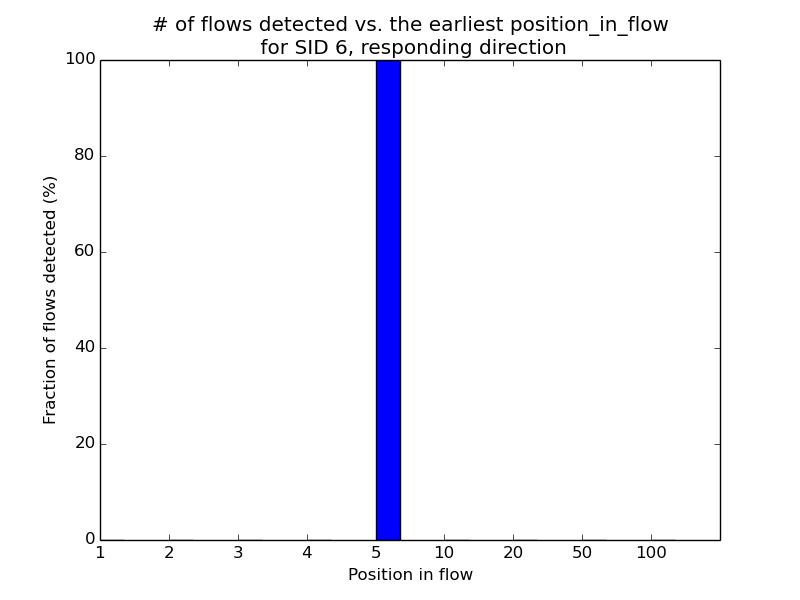 # of flows detected vs. the earliest position_in_flow
for SID 6, responding direction
100
80
60
40
20
0
Fraction of flows detected (%)
1 2 3 4 5 10 20 50 100
Position in flow